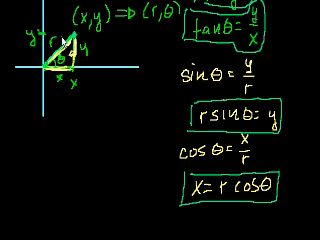 (x,y) => (r,θ)
y
r
y
θ
x
x
tanθ = y/x
sinθ = y/r
r sinθ = y
cosθ = x/r
x = r cosθ